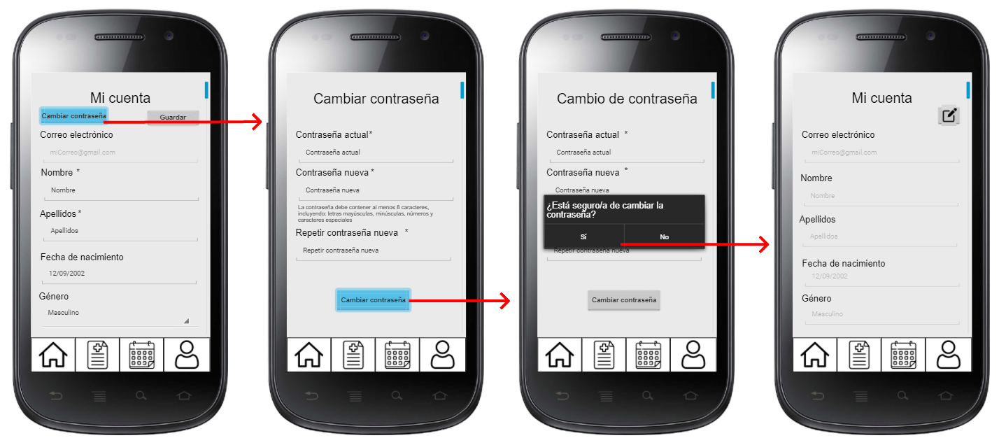 Mi cuenta
Cambiar contraseña
Guardar
Correo electrónico
miCorreo@gmail.com
Nombre *
Nombre
Apellidos *
Apellidos
Fecha de nacimiento
12/09/2002
Género
Masculino
Cambiar contraseña
Contraseña actual*
Contraseña actual
Contraseña nueva *
Contraseña nueva
La contraseña debe contener al menos 8 caracteres,
incluyendo: letras mayúsculas, minúsculas, números y
caracteres especiales
Repetir contraseña nueva *
Repetir contraseña nueva
Cambiar contraseña
Cambio de contraseña
Contraseña actual *
Contraseña actual
Contraseña nueva *
Contraseña nueva
¿Está seguro/a de cambiar la
contraseña?
Sí
No
Repetir contraseña nueva
Cambiar contraseña
Mi cuenta
Correo electrónico
miCorreo@gmail.com
Nombre
Nombre
Apellidos
Apellidos
Fecha de nacimiento
12/09/2002
Género
Masculino